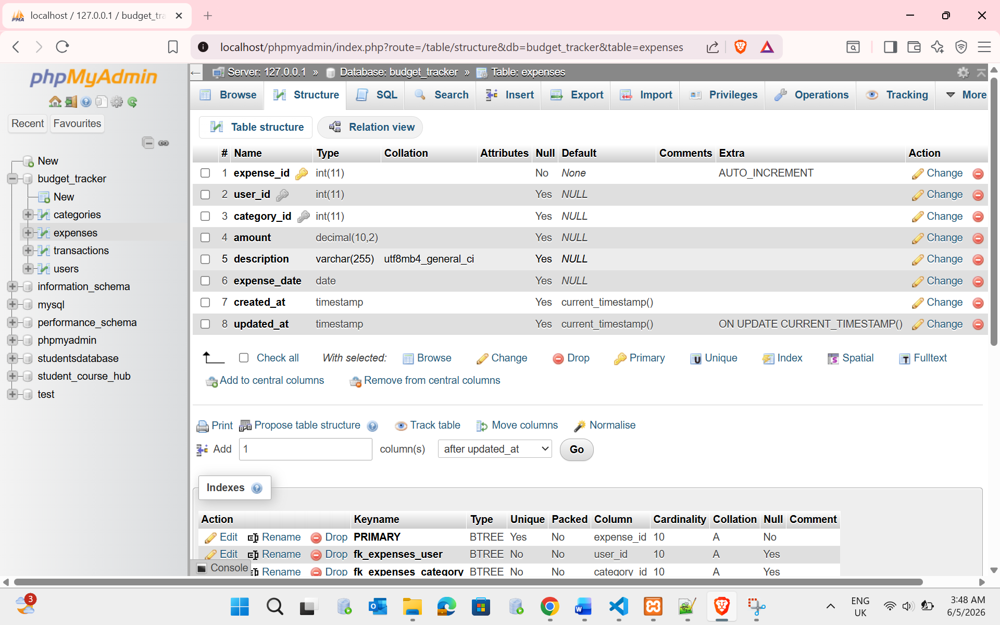 localhost / 127.0.0.1 / budget_tra
localhost/phpmyadmin/index.php?route=/table/structure&db=budget_tracker&table=expenses
phpMyAdmin
Recent Favourites
New
budget_tracker
New
categories
expenses
transactions
users
information_schema
mysql
performance_schema
phpmyadmin
studentsdatabase
student_course_hub
test
Server: 127.0.0.1 » Database: budget_tracker » Table: expenses
Browse Structure SQL Search Insert Export Import Privileges Operations Tracking More
Table structure Relation view
# Name Type Collation Attributes Null Default Comments Extra Action
1 expense_id int(11) No None AUTO_INCREMENT Change
2 user_id int(11) Yes NULL Change
3 category_id int(11) Yes NULL Change
4 amount decimal(10,2) Yes NULL Change
5 description varchar(255) utf8mb4_general_ci Yes NULL Change
6 expense_date date Yes NULL Change
7 created_at timestamp Yes current_timestamp() Change
8 updated_at timestamp Yes current_timestamp() ON UPDATE CURRENT_TIMESTAMP() Change
Check all With selected: Browse Change Drop Primary Unique Index Spatial Fulltext
Add to central columns Remove from central columns
Print Propose table structure Track table Move columns Normalise
Add 1 column(s) after updated_at Go
Indexes
Action Keyname Type Unique Packed Column Cardinality Collation Null Comment
Edit Rename Drop PRIMARY BTREE Yes No expense_id 10 A No
Edit Rename Drop fk_expenses_user BTREE No No user_id 10 A Yes
Console Rename Drop fk_expenses_category BTREE No No category_id 10 A Yes
3
ENG
UK
3:48 AM
6/5/2026